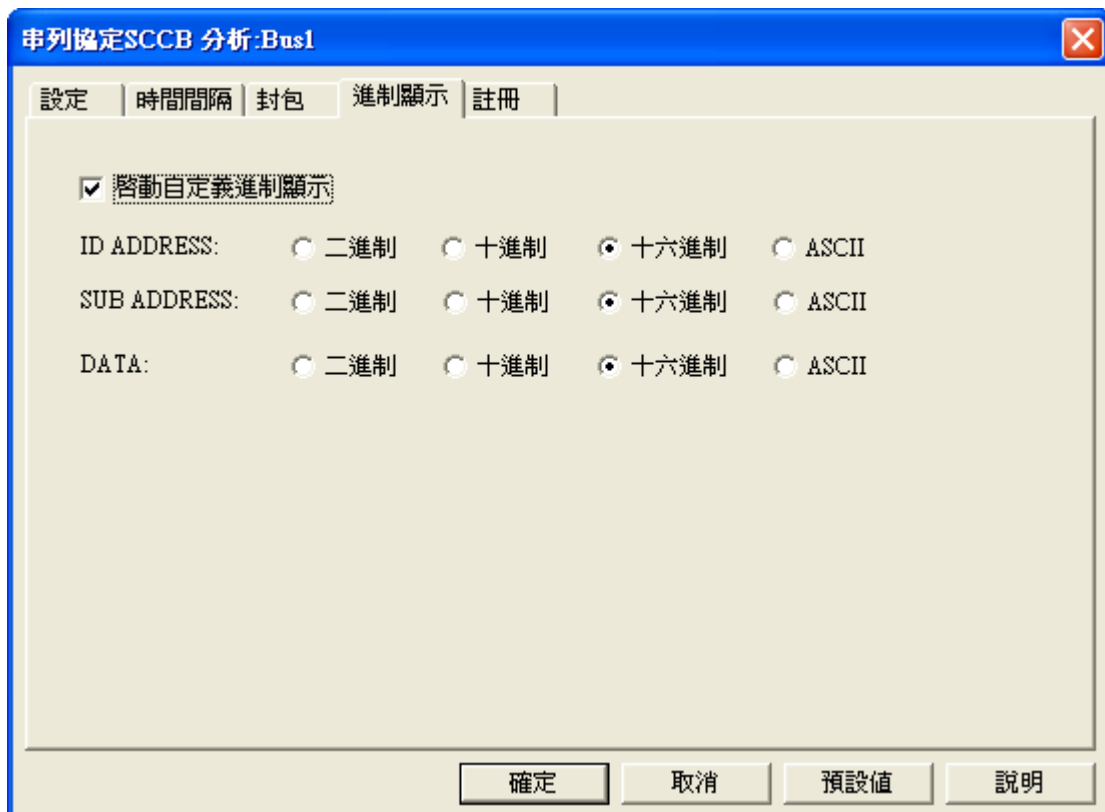 串列協定SCCB 分析:Bus1
設定 時間間隔 封包 進制顯示 註冊
啓動自定義進制顯示
ID ADDRESS: 二進制 十進制 十六進制 ASCII
SUB ADDRESS: 二進制 十進制 十六進制 ASCII
DATA: 二進制 十進制 十六進制 ASCII
確定 取消 預設值 說明